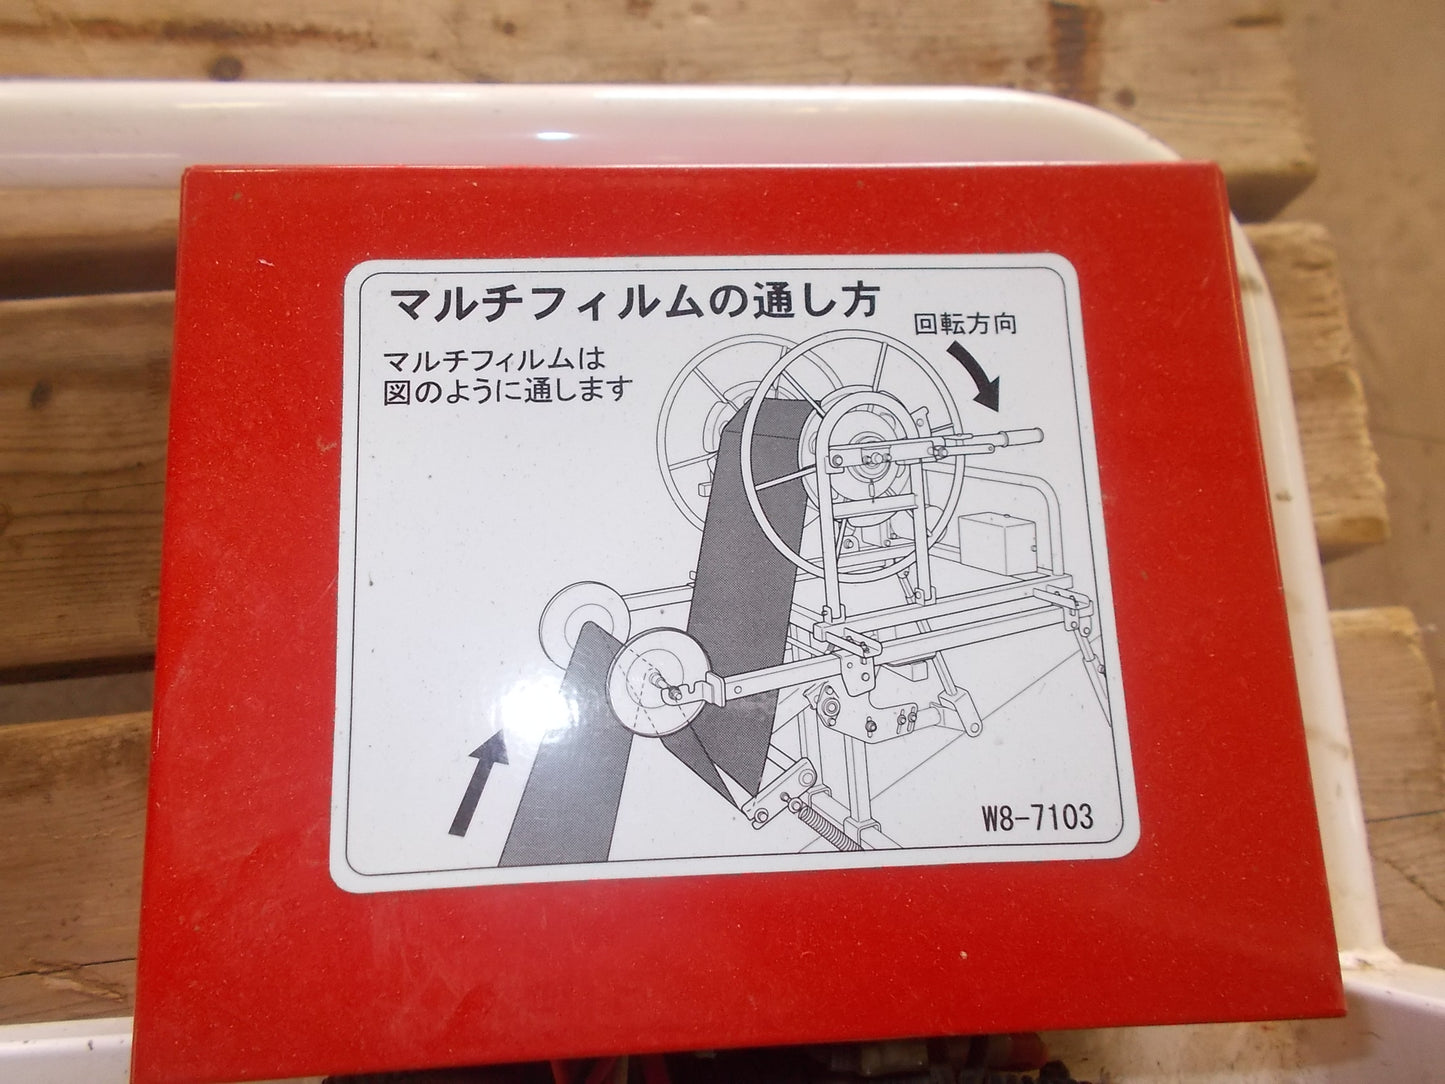 マルチフィルムの通し方
回転方向
マルチフィルムは
図のように通します
W8-7103